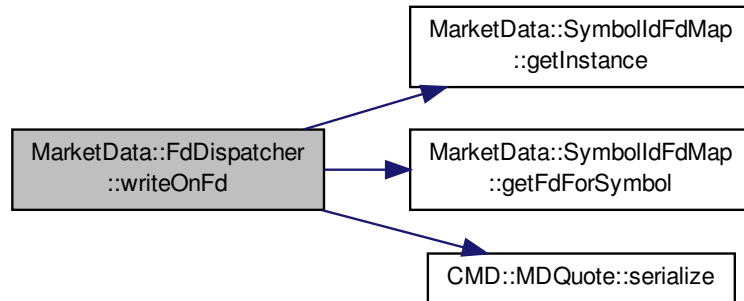 MarketData::SymbolIdFdMap
::getInstance
MarketData::FdDispatcher
::writeOnFd
MarketData::SymbolIdFdMap
::getFdForSymbol
CMD::MDQuote::serialize